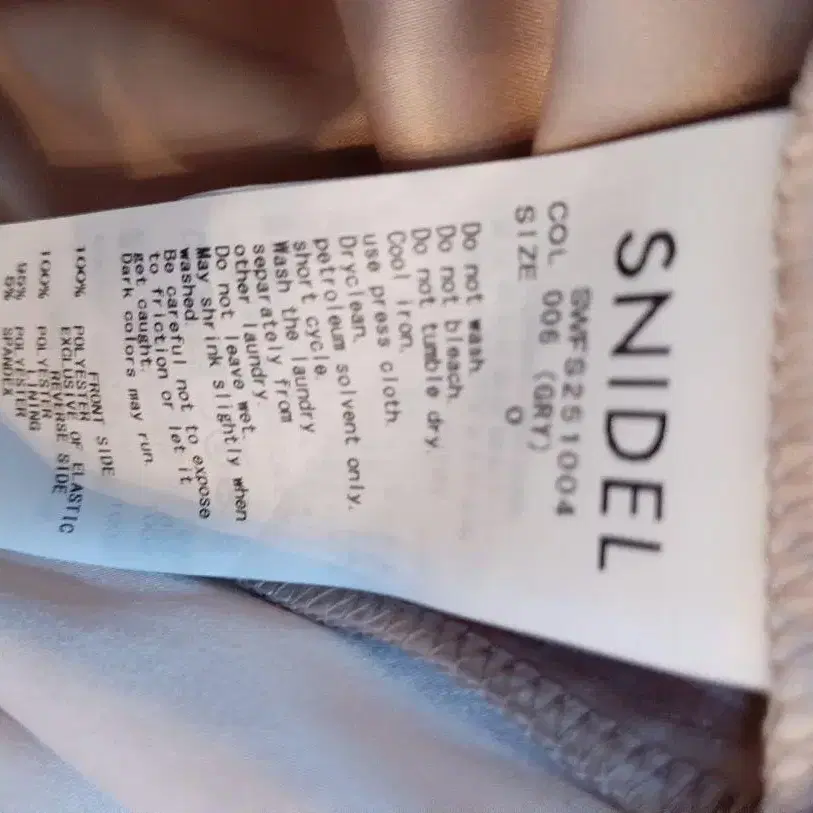 SNIDEL
SWFS251004
COL 006 (GRY)
SIZE 0
Do not wash.
Do not bleach.
Do not tumble dry.
Cool iron.
use press cloth.
Dryclean,
petroleum solvent only.
short cycle.
Wash the laundry
separately from
other laundry.
Do not leave wet.
May shrink slightly when
washed.
Be careful not to expose
to friction or let it
get caught.
Dark colors may run.
FRONT SIDE
100% POLYESTER
EXCLUSIVE OF ELASTIC
REVERSE SIDE
100% POLYESTER
LINING
95% POLYESTER
5% SPANDEX